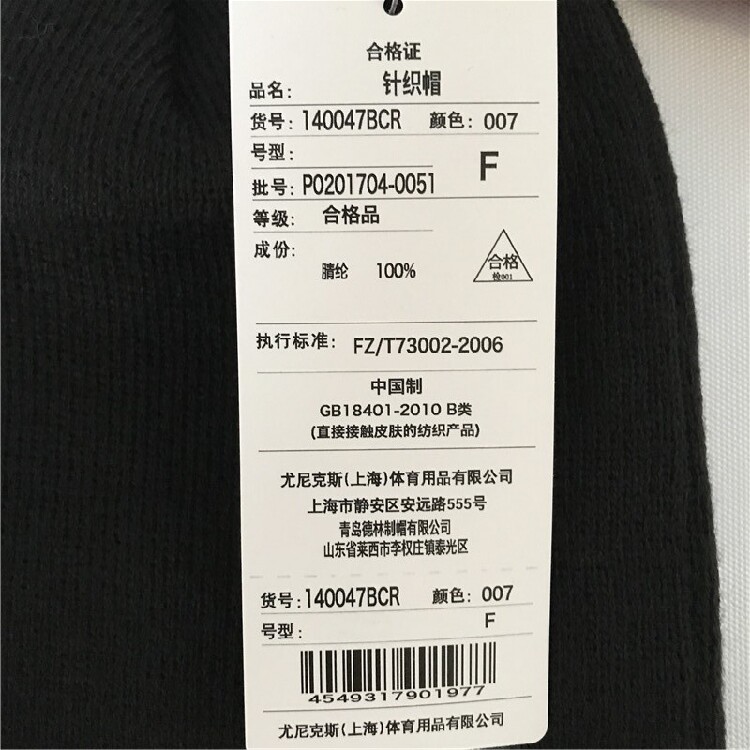 合格证
品名: 针织帽
货号: 140047BCR 颜色: 007
号型: F
批号: P0201704-0051
等级: 合格品
成份:
腈纶 100%
合格
检001
执行标准: FZ/T73002-2006
中国制
GB18401-2010 B类
(直接接触皮肤的纺织产品)
尤尼克斯(上海)体育用品有限公司
上海市静安区安远路555号
青岛德林制帽有限公司
山东省莱西市李权庄镇泰光区
货号: 140047BCR 颜色: 007
号型: F
4549317901977
尤尼克斯(上海)体育用品有限公司